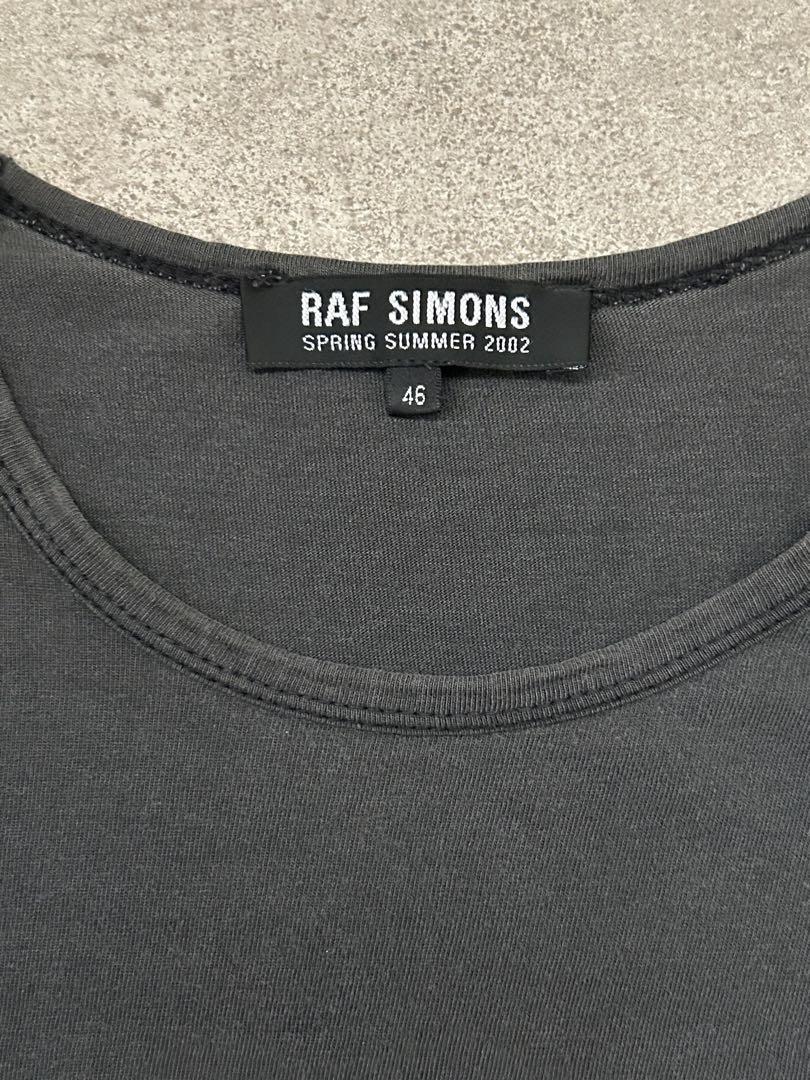 RAF SIMONS
SPRING SUMMER 2002
46